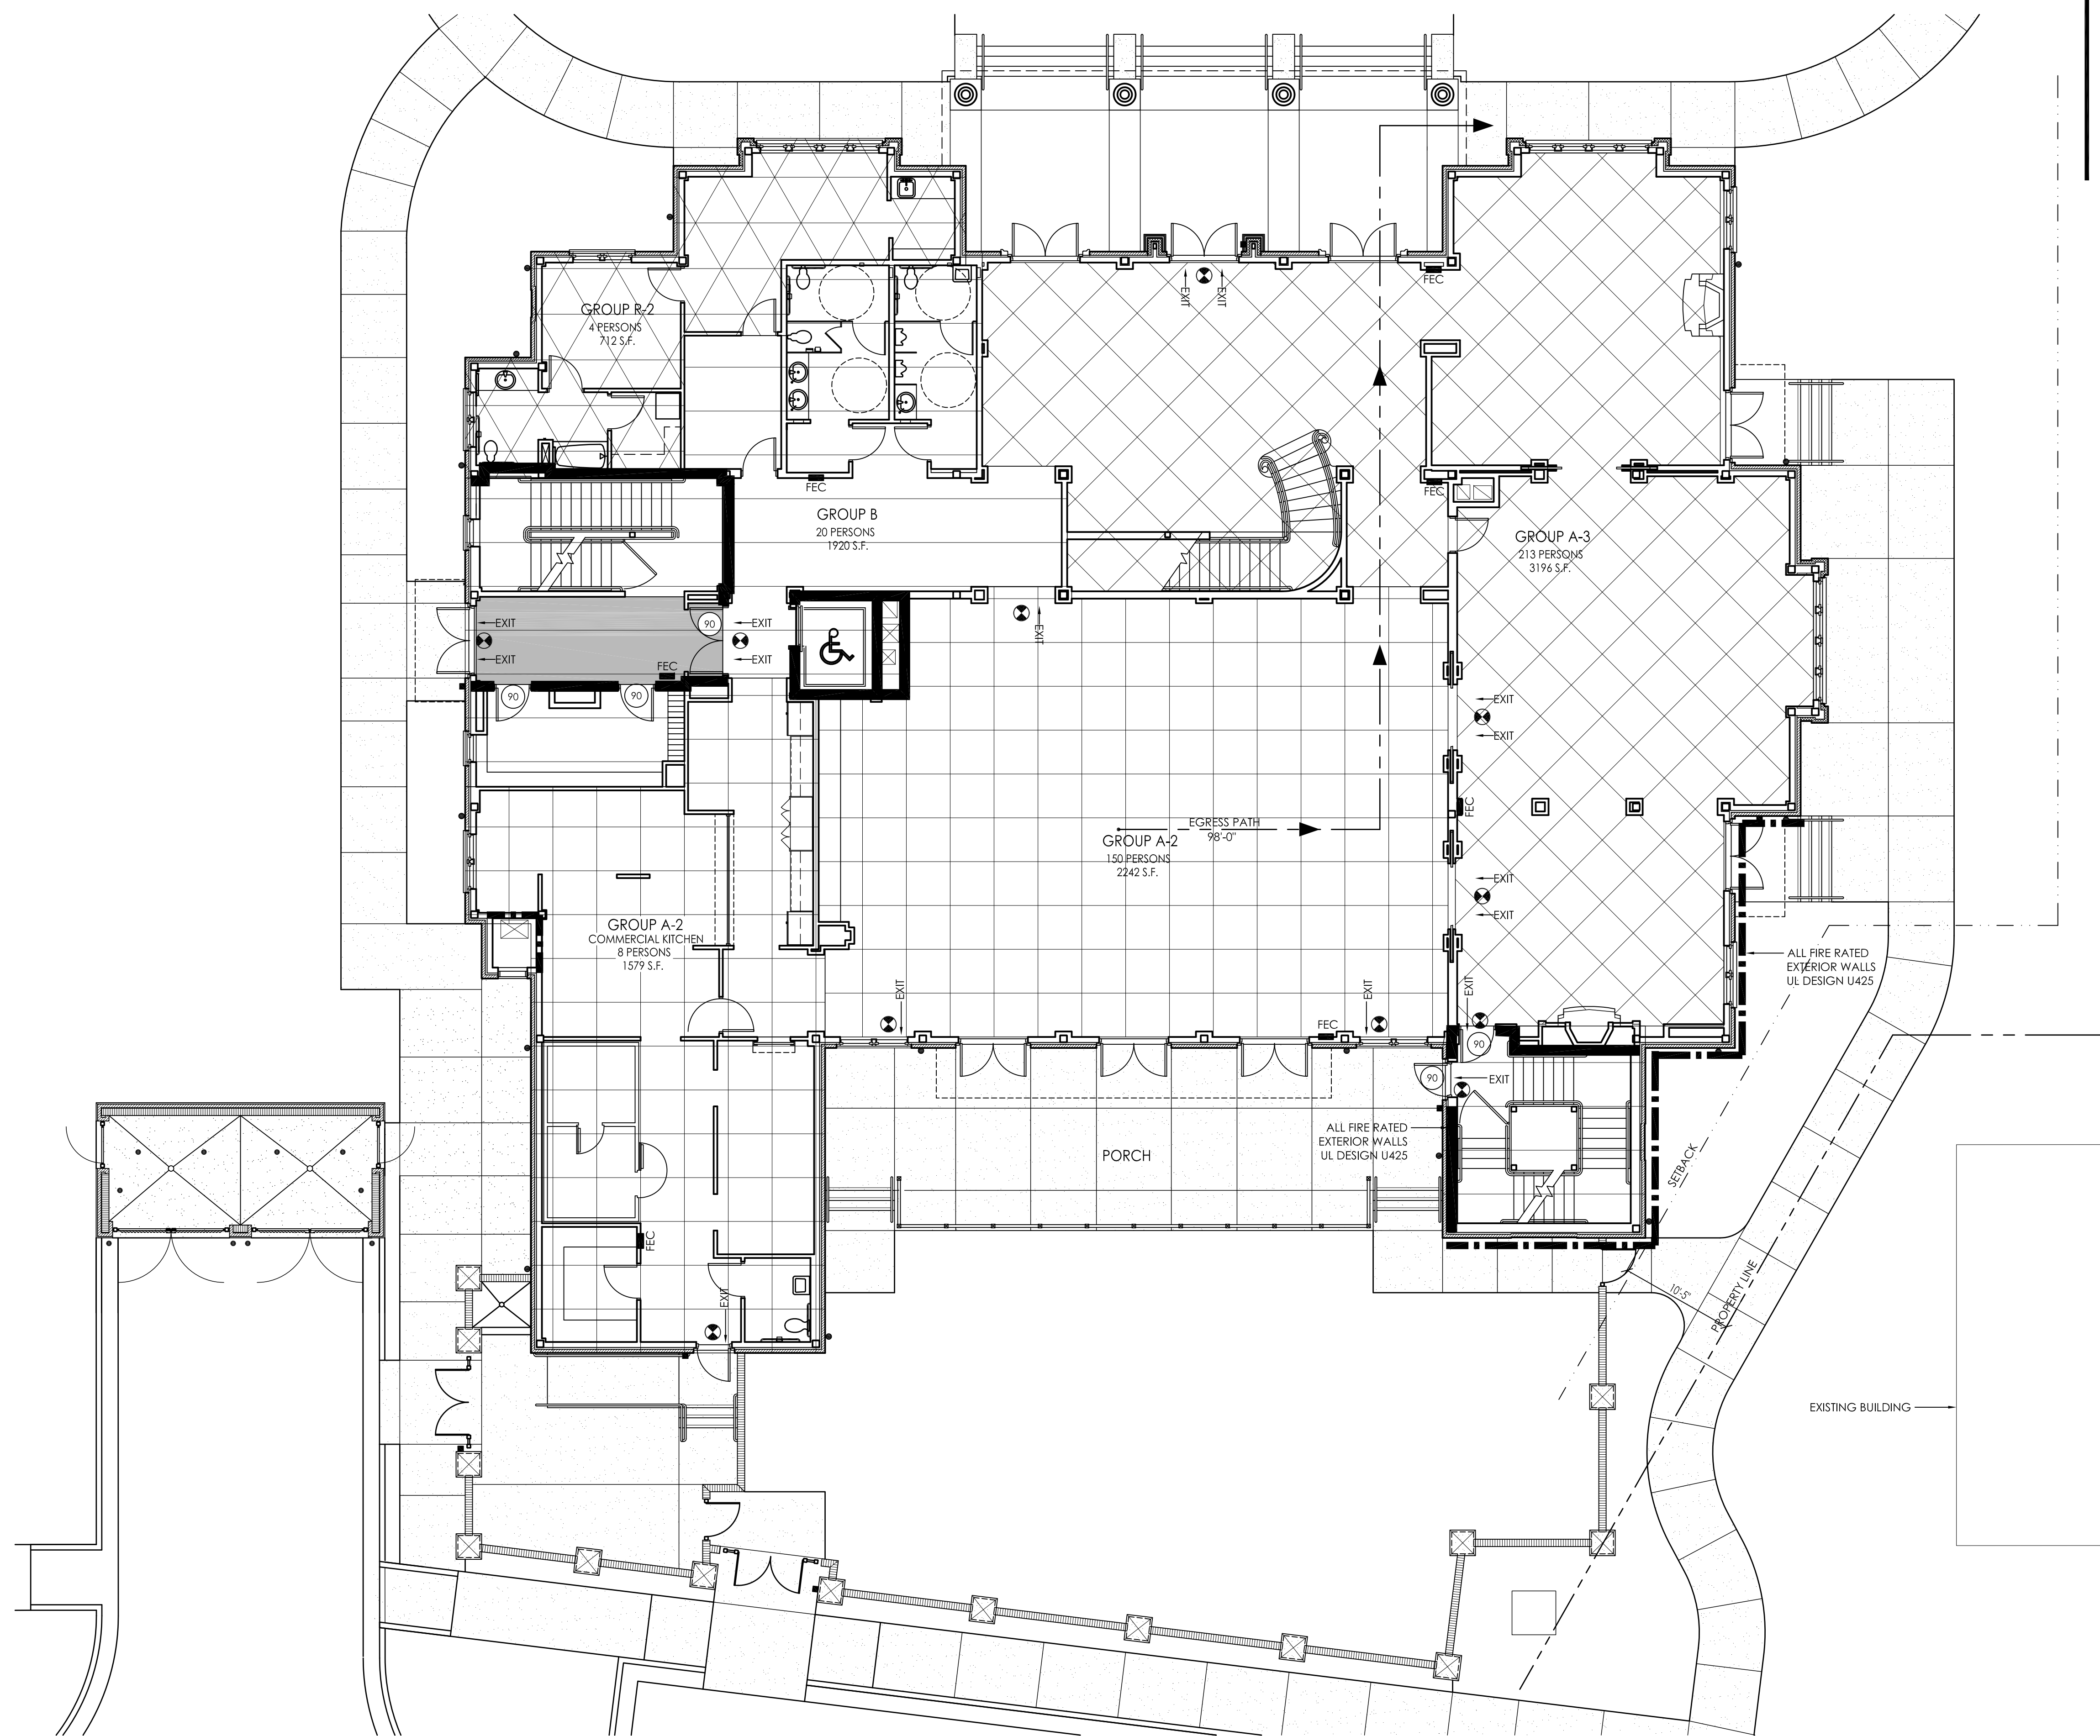 EXIT
EXIT
FEC
GROUP R-2
4 PERSONS
712 S.F.
FEC
FEC
GROUP B
20 PERSONS
1920 S.F.
GROUP A-3
213 PERSONS
3196 S.F.
EXIT
90
EXIT
EXIT
EXIT
EXIT
FEC
90
90
EXIT
EXIT
FEC
EGRESS PATH
98'-0"
GROUP A-2
150 PERSONS
2242 S.F.
EXIT
EXIT
GROUP A-2
COMMERCIAL KITCHEN
8 PERSONS
1579 S.F.
ALL FIRE RATED
EXTERIOR WALLS
UL DESIGN U425
EXIT
EXIT
EXIT
FEC
90
90
EXIT
ALL FIRE RATED
EXTERIOR WALLS
UL DESIGN U425
PORCH
SETBACK
FEC
EXIT
10'-5"
PROPERTY LINE
EXISTING BUILDING